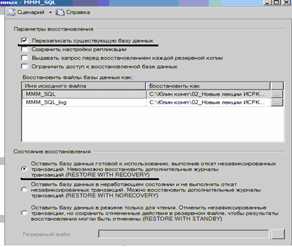 нных - MMM_SQL
Сценарий Справка
Параметры восстановления
Перезаписать существующую базу данных
Сохранить настройки репликации
Выдавать запрос перед восстановлением каждой резервной копии
Ограничить доступ к восстановленной базе данных
Восстановить файлы базы данных как:
Имя исходного файла Восстановить как
MMM_SQL C:\Юлин комп\02_Новые лекции ИСРК...
MMM_SQL_log C:\Юлин комп\02_Новые лекции ИСРК...
Состояние восстановления
Оставить базу данных готовой к использованию, выполнив откат незафиксированных
транзакций. Невозможно восстановить дополнительные журналы
транзакций.(RESTORE WITH RECOVERY)
Оставить базу данных в неработающем состоянии и не выполнять откат
незафиксированных транзакций. Можно восстановить дополнительные журналы
транзакций.(RESTORE WITH NORECOVERY)
Оставить базу данных в режиме только для чтения. Отменить незафиксированные
транзакции, но сохранить отмененные действия в резервном файле, чтобы результаты
восстановления могли быть отменены.(RESTORE WITH STANDBY)
Резервный файл: